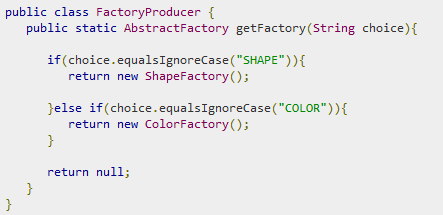 public class FactoryProducer {
   public static AbstractFactory getFactory(String choice){
      if(choice.equalsIgnoreCase("SHAPE")){
         return new ShapeFactory();
      }else if(choice.equalsIgnoreCase("COLOR")){
         return new ColorFactory();
      }
      return null;
   }
}